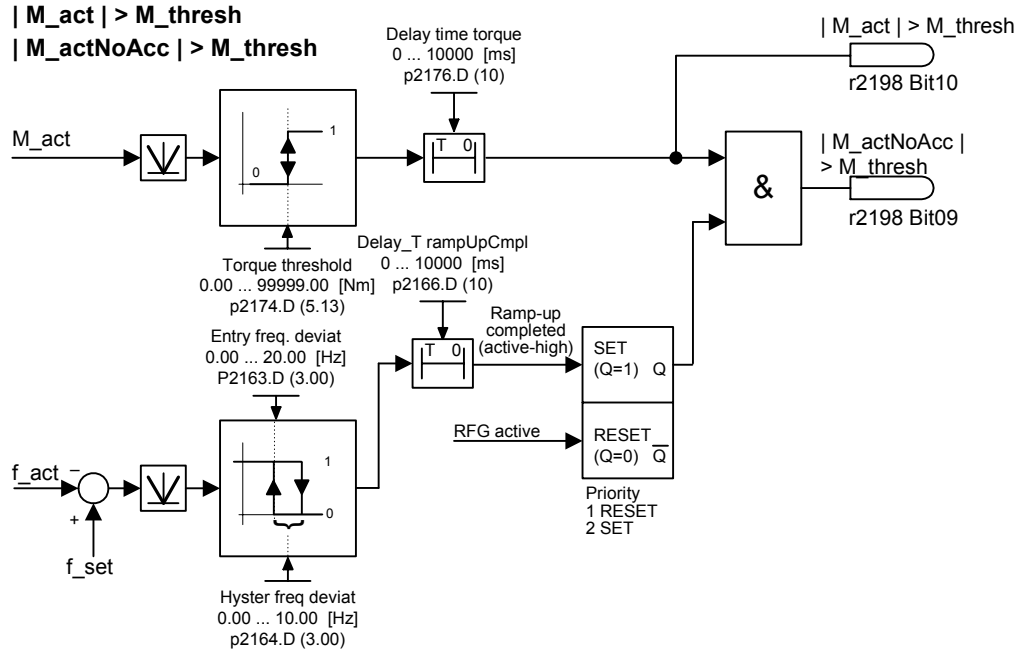 | M_act | > M_thresh
| M_actNoAcc | > M_thresh
Delay time torque
0 ... 10000 [ms]
p2176.D (10)
| M_act | > M_thresh
r2198 Bit10
M_act
1
0
T 0
&
| M_actNoAcc |
> M_thresh
r2198 Bit09
Torque threshold
0.00 ... 99999.00 [Nm]
p2174.D (5.13)
Delay_T rampUpCmpl
0 ... 10000 [ms]
p2166.D (10)
Entry freq. deviat
0.00 ... 20.00 [Hz]
P2163.D (3.00)
T 0
Ramp-up
completed
(active-high)
SET
(Q=1) Q
RFG active
RESET
(Q=0) Q
Priority
1 RESET
2 SET
f_act
–
+
f_set
1
0
Hyster freq deviat
0.00 ... 10.00 [Hz]
p2164.D (3.00)